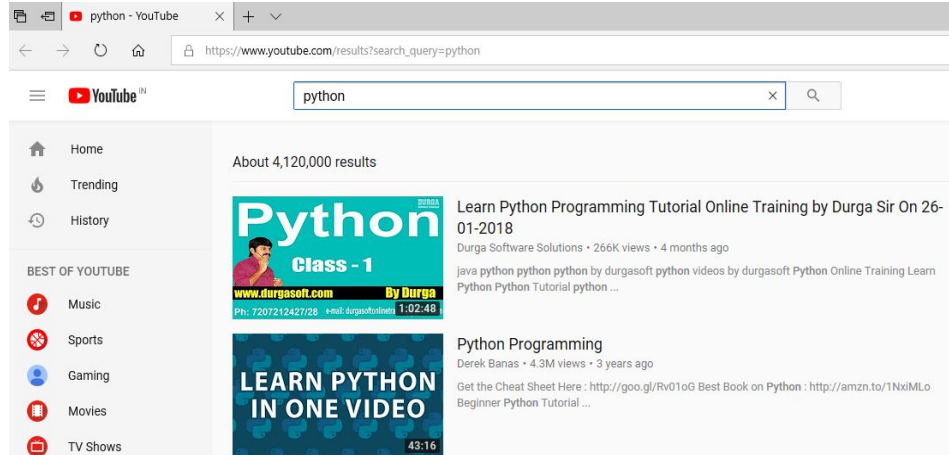 python - YouTube
https://www.youtube.com/results?search_query=python
YouTube IN
python
Home
Trending
History
BEST OF YOUTUBE
Music
Sports
Gaming
Movies
TV Shows
About 4,120,000 results
DURGA
Python
Class - 1
www.durgasoft.com By Durga
Ph: 7207212427/28 e-mail:
1:02:48
Learn Python Programming Tutorial Online Training by Durga Sir On 26-
01-2018
Durga Software Solutions • 266K views • 4 months ago
java python python python by durgasoft python videos by durgasoft Python Online Training Learn
Python Python Tutorial python ...
LEARN PYTHON
IN ONE VIDEO
43:16
Python Programming
Derek Banas • 4.3M views • 3 years ago
Get the Cheat Sheet Here : http://goo.gl/Rv01oG Best Book on Python : http://amzn.to/1NxiMLo
Beginner Python Tutorial ...